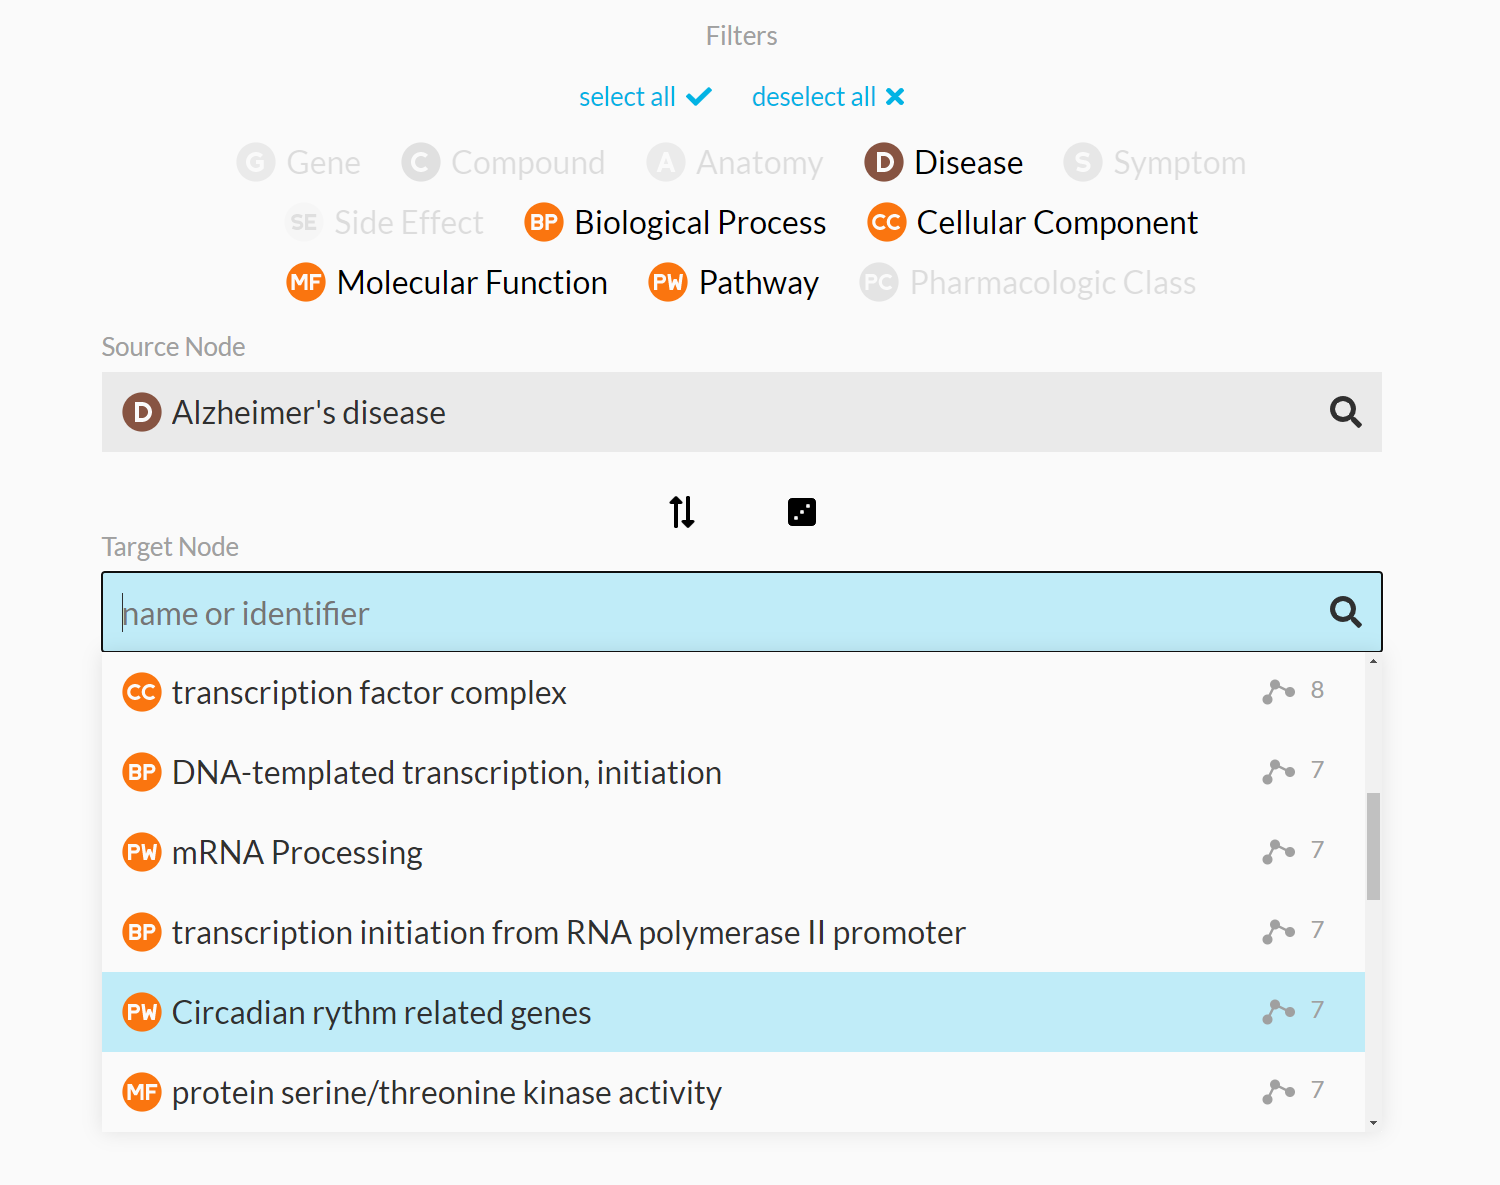 Filters
select all deselect all
G Gene C Compound A Anatomy D Disease S Symptom
SE Side Effect BP Biological Process CC Cellular Component
MF Molecular Function PW Pathway PC Pharmacologic Class
Source Node
D Alzheimer's disease
Target Node
name or identifier
CC transcription factor complex 8
BP DNA-templated transcription, initiation 7
PW mRNA Processing 7
BP transcription initiation from RNA polymerase II promoter 7
PW Circadian rythm related genes 7
MF protein serine/threonine kinase activity 7